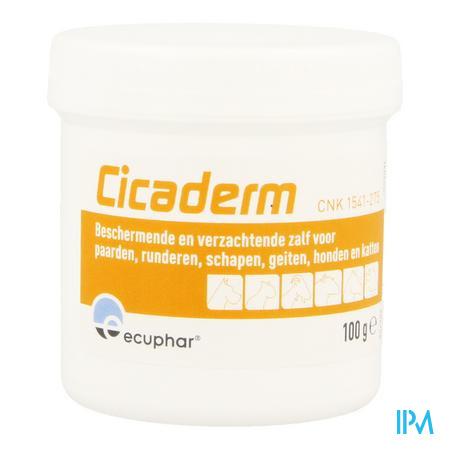 Cicaderm
CNK 1541-275
Beschermende en verzachtende zalf voor
paarden, runderen, schapen, geiten, honden en katten
ecuphar®
100 g e
IPM